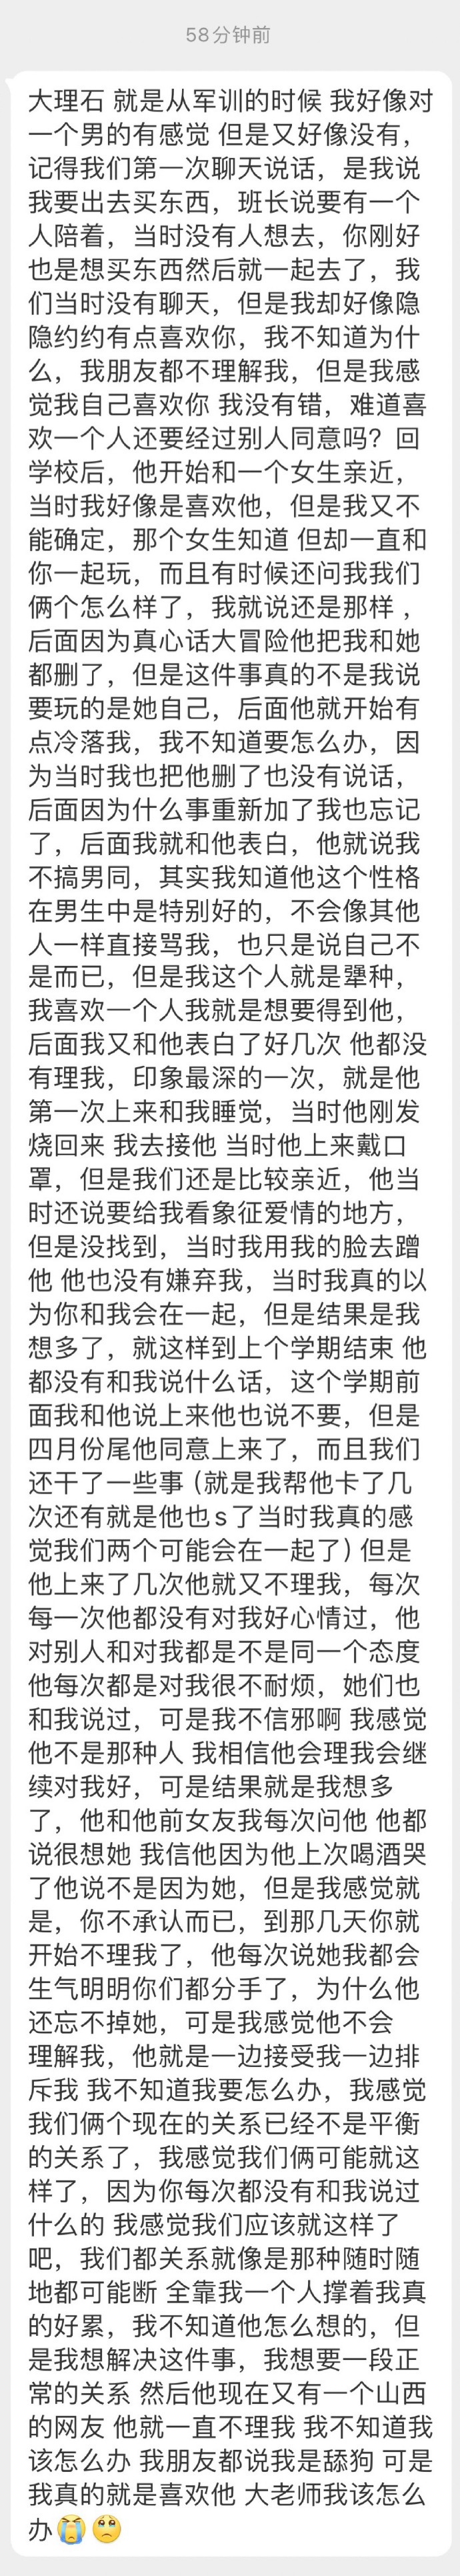 58分钟前
大理石 就是从军训的时候 我好像对
一个男的有感觉 但是又好像没有，
记得我们第一次聊天说话，是我说
我要出去买东西，班长说要有一个
人陪着，当时没有人想去，你刚好
也是想买东西然后就一起去了，我
们当时没有聊天，但是我却好像隐
隐约约有点喜欢你，我不知道为什
么，我朋友都不理解我，但是我感
觉我自己喜欢你 我没有错，难道喜
欢一个人还要经过别人同意吗？回
学校后，他开始和一个女生亲近，
当时我好像是喜欢他，但是我又不
能确定，那个女生知道 但却一直和
你一起玩，而且有时候还问我我们
俩个怎么样了，我就说还是那样，
后面因为真心话大冒险他把我和她
都删了，但是这件事真的不是我说
要玩的是她自己，后面他就开始有
点冷落我，我不知道要怎么办，因
为当时我也把他删了也没有说话，
后面因为什么事重新加了我也忘记
了，后面我就和他表白，他就说我
不搞男同，其实我知道他这个性格
在男生中是特别好的，不会像其他
人一样直接骂我，也只是说自己不
是而已，但是我这个人就是犟种，
我喜欢一个人我就是想要得到他，
后面我又和他表白了好几次 他都没
有理我，印象最深的一次，就是他
第一次上来和我睡觉，当时他刚发
烧回来 我去接他 当时他上来戴口
罩，但是我们还是比较亲近，他当
时还说要给我看象征爱情的地方，
但是没找到，当时我用我的脸去蹭
他 他也没有嫌弃我，当时我真的以
为你和我会在一起，但是结果是我
想多了，就这样到上个学期结束 他
都没有和我说什么话，这个学期前
面我和他说上来他也说不要，但是
四月份尾他同意上来了，而且我们
还干了一些事（就是我帮他卡了几
次还有就是他也s了当时我真的感
觉我们两个可能会在一起了）但是
他上来了几次他就又不理我，每次
每一次他都没有对我好心情过，他
对别人和对我都是不是同一个态度
他每次都是对我很不耐烦，她们也
和我说过，可是我不信邪啊 我感觉
他不是那种人 我相信他会理我会继
续对我好，可是结果就是我想多
了，他和他前女友我每次问他 他都
说很想她 我信他因为他上次喝酒哭
了他说不是因为她，但是我感觉就
是，你不承认而已，到那几天你就
开始不理我了，他每次说她我都会
生气明明你们都分手了，为什么他
还忘不掉她，可是我感觉他不会
理解我，他就是一边接受我一边排
斥我 我不知道我要怎么办，我感觉
我们俩个现在的关系已经不是平衡
的关系了，我感觉我们俩可能就这
样了，因为你每次都没有和我说过
什么的 我感觉我们应该就这样了
吧，我们都关系就像是那种随时随
地都可能断 全靠我一个人撑着我真
的好累，我不知道他怎么想的，但
是我想解决这件事，我想要一段正
常的关系 然后他现在又有一个山西
的网友 他就一直不理我 我不知道我
该怎么办 我朋友都说我是舔狗 可是
我真的就是喜欢他 大老师我该怎么
办😭🥺